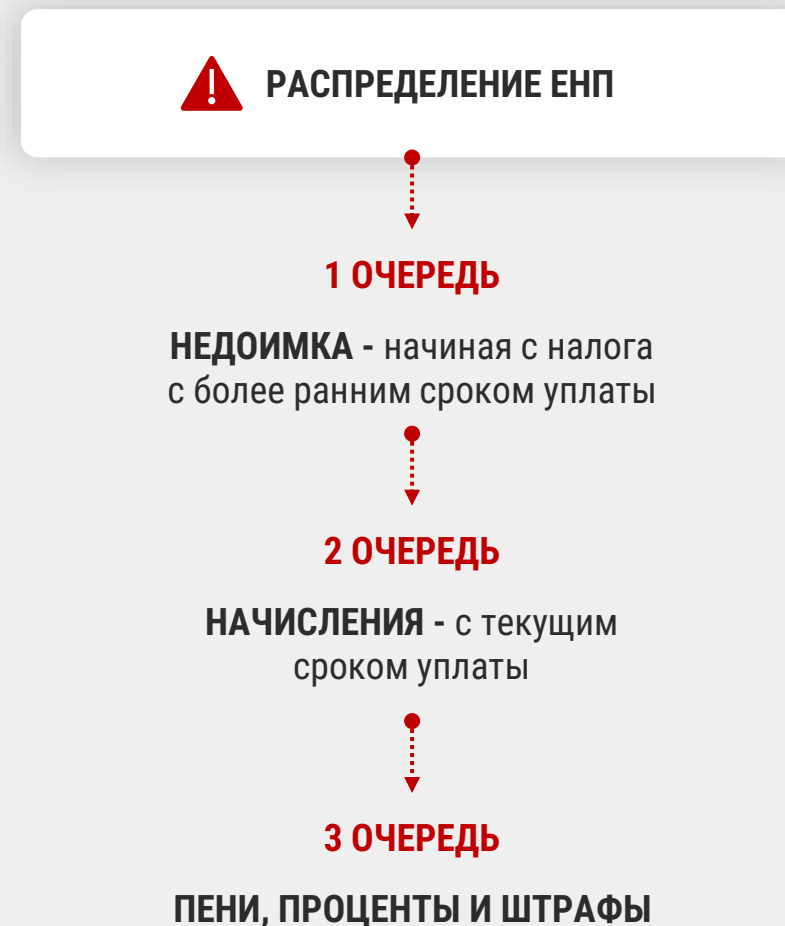 РАСПРЕДЕЛЕНИЕ ЕНП
1 ОЧЕРЕДЬ
НЕДОИМКА - начиная с налога
с более ранним сроком уплаты
2 ОЧЕРЕДЬ
НАЧИСЛЕНИЯ - с текущим
сроком уплаты
3 ОЧЕРЕДЬ
ПЕНИ, ПРОЦЕНТЫ И ШТРАФЫ